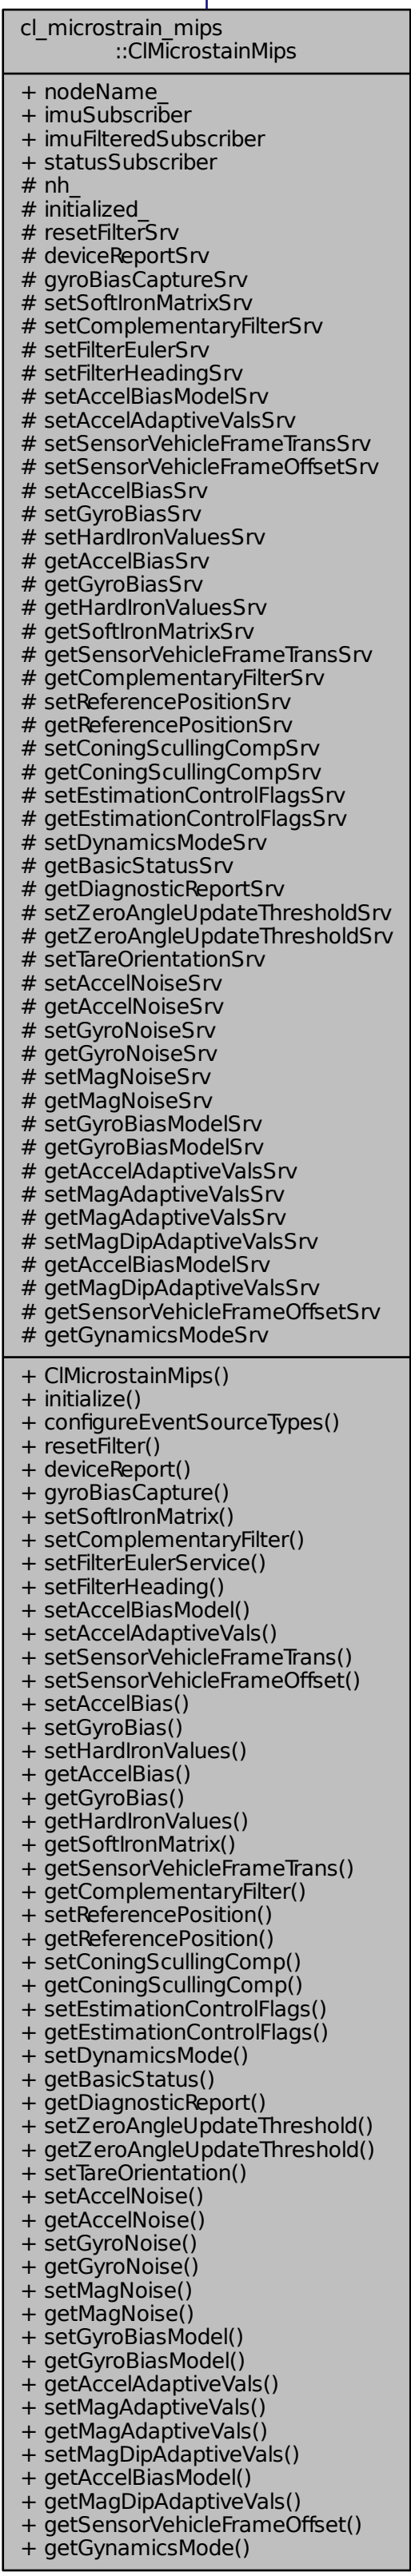 cl_microstrain_mips
::ClMicrostainMips
+ nodeName_
+ imuSubscriber
+ imuFilteredSubscriber
+ statusSubscriber
# nh_
# initialized_
# resetFilterSrv
# deviceReportSrv
# gyroBiasCaptureSrv
# setSoftIronMatrixSrv
# setComplementaryFilterSrv
# setFilterEulerSrv
# setFilterHeadingSrv
# setAccelBiasModelSrv
# setAccelAdaptiveValsSrv
# setSensorVehicleFrameTransSrv
# setSensorVehicleFrameOffsetSrv
# setAccelBiasSrv
# setGyroBiasSrv
# setHardIronValuesSrv
# getAccelBiasSrv
# getGyroBiasSrv
# getHardIronValuesSrv
# getSoftIronMatrixSrv
# getSensorVehicleFrameTransSrv
# getComplementaryFilterSrv
# setReferencePositionSrv
# getReferencePositionSrv
# setConingScullingCompSrv
# getConingScullingCompSrv
# setEstimationControlFlagsSrv
# getEstimationControlFlagsSrv
# setDynamicsModeSrv
# getBasicStatusSrv
# getDiagnosticReportSrv
# setZeroAngleUpdateThresholdSrv
# getZeroAngleUpdateThresholdSrv
# setTareOrientationSrv
# setAccelNoiseSrv
# getAccelNoiseSrv
# setGyroNoiseSrv
# getGyroNoiseSrv
# setMagNoiseSrv
# getMagNoiseSrv
# setGyroBiasModelSrv
# getGyroBiasModelSrv
# getAccelAdaptiveValsSrv
# setMagAdaptiveValsSrv
# getMagAdaptiveValsSrv
# setMagDipAdaptiveValsSrv
# getAccelBiasModelSrv
# getMagDipAdaptiveValsSrv
# getSensorVehicleFrameOffsetSrv
# getGynamicsModeSrv
+ ClMicrostainMips()
+ initialize()
+ configureEventSourceTypes()
+ resetFilter()
+ deviceReport()
+ gyroBiasCapture()
+ setSoftIronMatrix()
+ setComplementaryFilter()
+ setFilterEulerService()
+ setFilterHeading()
+ setAccelBiasModel()
+ setAccelAdaptiveVals()
+ setSensorVehicleFrameTrans()
+ setSensorVehicleFrameOffset()
+ setAccelBias()
+ setGyroBias()
+ setHardIronValues()
+ getAccelBias()
+ getGyroBias()
+ getHardIronValues()
+ getSoftIronMatrix()
+ getSensorVehicleFrameTrans()
+ getComplementaryFilter()
+ setReferencePosition()
+ getReferencePosition()
+ setConingScullingComp()
+ getConingScullingComp()
+ setEstimationControlFlags()
+ getEstimationControlFlags()
+ setDynamicsMode()
+ getBasicStatus()
+ getDiagnosticReport()
+ setZeroAngleUpdateThreshold()
+ getZeroAngleUpdateThreshold()
+ setTareOrientation()
+ setAccelNoise()
+ getAccelNoise()
+ setGyroNoise()
+ getGyroNoise()
+ setMagNoise()
+ getMagNoise()
+ setGyroBiasModel()
+ getGyroBiasModel()
+ getAccelAdaptiveVals()
+ setMagAdaptiveVals()
+ getMagAdaptiveVals()
+ setMagDipAdaptiveVals()
+ getAccelBiasModel()
+ getMagDipAdaptiveVals()
+ getSensorVehicleFrameOffset()
+ getGynamicsMode()